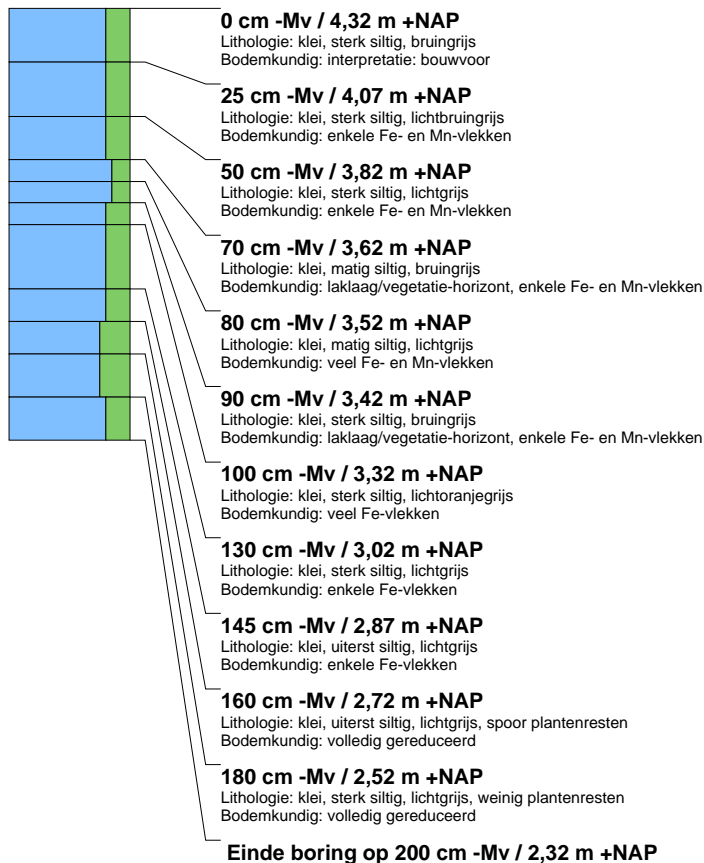 0 cm -Mv / 4,32 m +NAP
Lithologie: klei, sterk siltig, bruingrijs
Bodemkundig: interpretatie: bouwvoor
25 cm -Mv / 4,07 m +NAP
Lithologie: klei, sterk siltig, lichtbruingrijs
Bodemkundig: enkele Fe- en Mn-vlekken
50 cm -Mv / 3,82 m +NAP
Lithologie: klei, sterk siltig, lichtgrijs
Bodemkundig: enkele Fe- en Mn-vlekken
70 cm -Mv / 3,62 m +NAP
Lithologie: klei, matig siltig, bruingrijs
Bodemkundig: laklaag/vegetatie-horizont, enkele Fe- en Mn-vlekken
80 cm -Mv / 3,52 m +NAP
Lithologie: klei, matig siltig, lichtgrijs
Bodemkundig: veel Fe- en Mn-vlekken
90 cm -Mv / 3,42 m +NAP
Lithologie: klei, sterk siltig, bruingrijs
Bodemkundig: laklaag/vegetatie-horizont, enkele Fe- en Mn-vlekken
100 cm -Mv / 3,32 m +NAP
Lithologie: klei, sterk siltig, lichtoranjegrijs
Bodemkundig: veel Fe-vlekken
130 cm -Mv / 3,02 m +NAP
Lithologie: klei, sterk siltig, lichtgrijs
Bodemkundig: enkele Fe-vlekken
145 cm -Mv / 2,87 m +NAP
Lithologie: klei, uiterst siltig, lichtgrijs
Bodemkundig: enkele Fe-vlekken
160 cm -Mv / 2,72 m +NAP
Lithologie: klei, uiterst siltig, lichtgrijs, spoor plantenresten
Bodemkundig: volledig gereduceerd
180 cm -Mv / 2,52 m +NAP
Lithologie: klei, sterk siltig, lichtgrijs, weinig plantenresten
Bodemkundig: volledig gereduceerd
Einde boring op 200 cm -Mv / 2,32 m +NAP